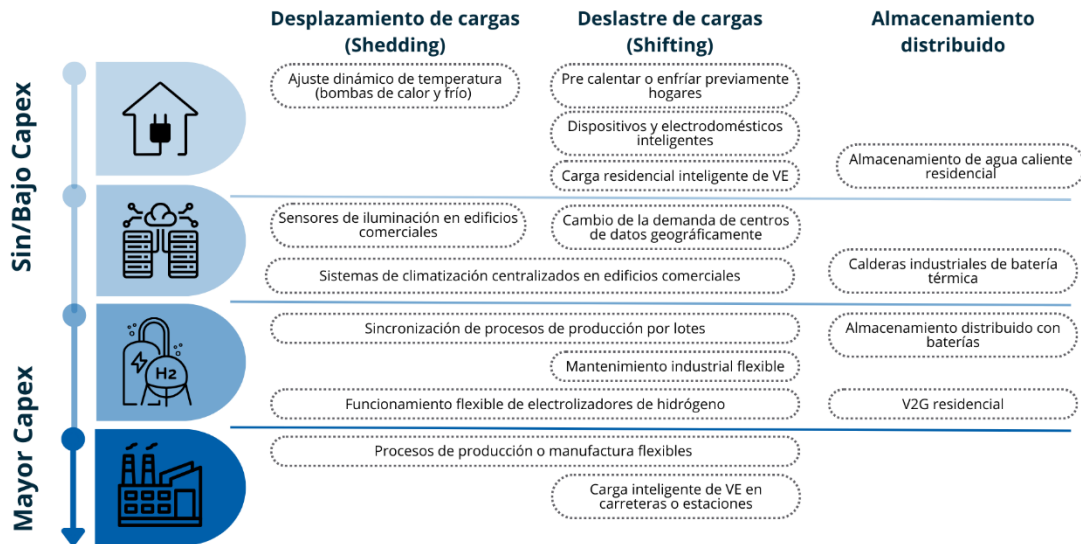 Desplazamiento de cargas
(Shedding)
Deslastre de cargas
(Shifting)
Almacenamiento
distribuido
Sin/Bajo Capex
Ajuste dinámico de temperatura
(bombas de calor y frío)
Pre calentar o enfríar previamente
hogares
Dispositivos y electrodomésticos
inteligentes
Carga residencial inteligente de VE
Almacenamiento de agua caliente
residencial
Sensores de iluminación en edificios
comerciales
Cambio de la demanda de centros
de datos geográficamente
Sistemas de climatización centralizados en edificios comerciales
Calderas industriales de batería
térmica
Mayor Capex
H2
Sincronización de procesos de producción por lotes
Almacenamiento distribuido con
baterías
Mantenimiento industrial flexible
Funcionamiento flexible de electrolizadores de hidrógeno
V2G residencial
Procesos de producción o manufactura flexibles
Carga inteligente de VE en
carreteras o estaciones